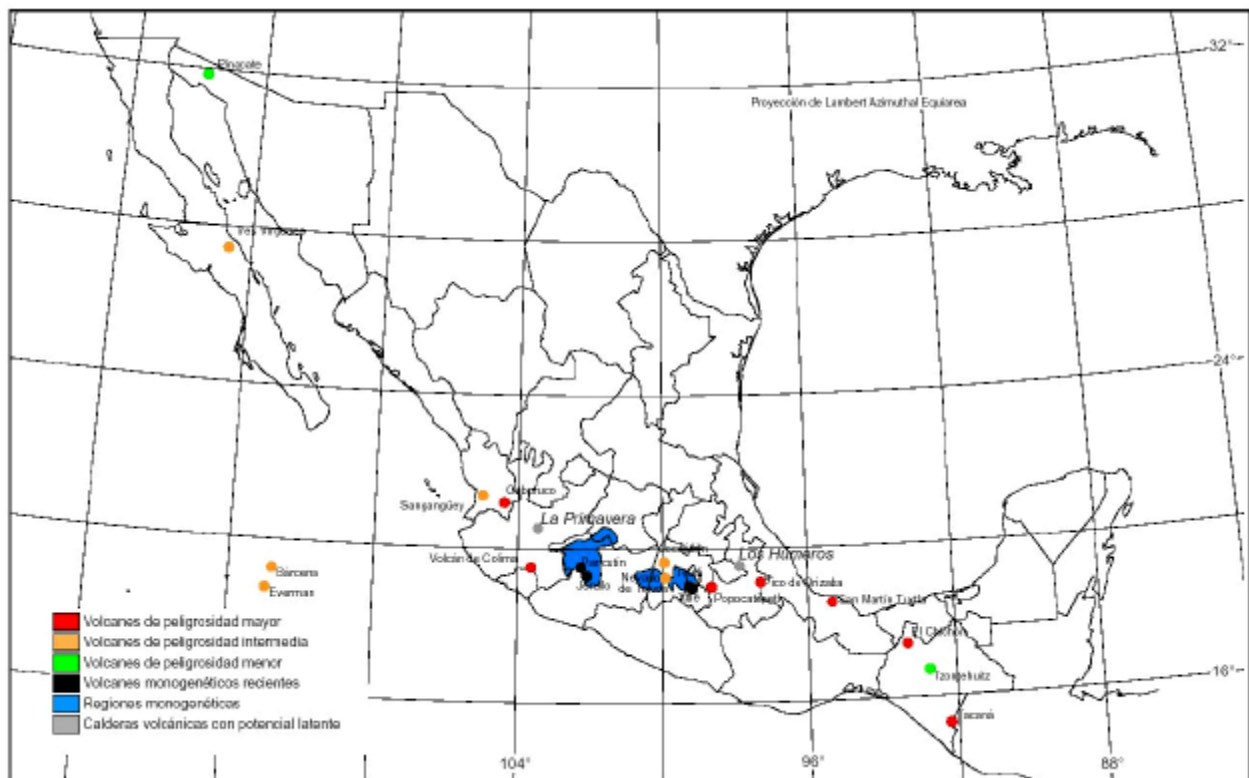 32°
Pinacate
Proyección de Lambert Azimuthal Equiarea
Tres Vírgenes
24°
Ceboruco
Sangangüey
La Primavera
Los Humeros
Volcán de Colima
Paricutín
Jorullo
Nevado
de Toluca
Xitle
Popocatépetl
Pico de Orizaba
San Martín Tuxtla
Bárcena
Everman
El Chichón
Tacaná
16°
Volcanes de peligrosidad mayor
Volcanes de peligrosidad intermedia
Volcanes de peligrosidad menor
Volcanes monogenéticos recientes
Regiones monogenéticas
Calderas volcánicas con potencial latente
104°
96°
88°